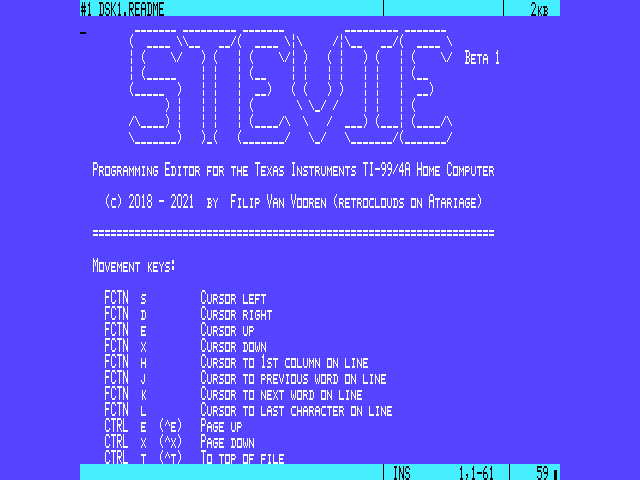 #1 DSK1.README 2KB
STEVIE
Beta 1
Programming Editor for the Texas Instruments TI-99/4A Home Computer
(c) 2018 - 2021 by Filip Van Vooren (retroclouds on Atariage)
===================================================================
Movement keys:
FCTN s Cursor left
FCTN d Cursor right
FCTN e Cursor up
FCTN x Cursor down
FCTN h Cursor to 1st column on line
FCTN j Cursor to previous word on line
FCTN k Cursor to next word on line
FCTN l Cursor to last character on line
CTRL e (^e) Page up
CTRL x (^x) Page down
CTRL t (^t) To top of file
INS 1,1-61 59